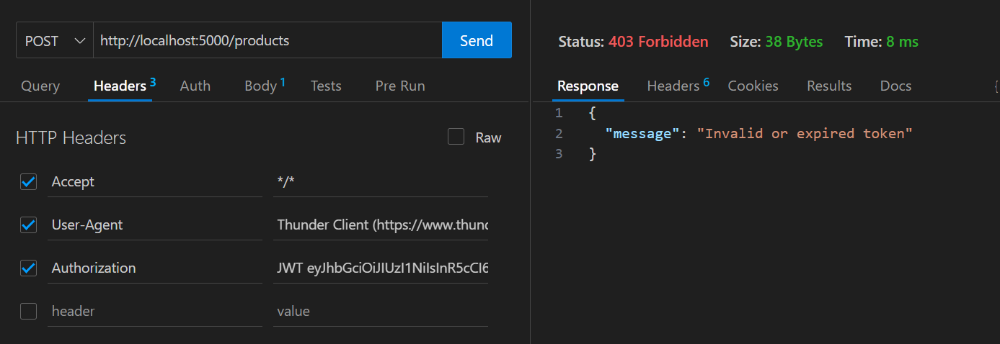 POST http://localhost:5000/products Send
Query Headers 3 Auth Body 1 Tests Pre Run
HTTP Headers Raw
Accept */*
User-Agent Thunder Client (https://www.thunc
Authorization JWT eyJhbGciOiJIUzI1NiIsInR5cCI6
header value
Status: 403 Forbidden Size: 38 Bytes Time: 8 ms
Response Headers 6 Cookies Results Docs {
1 {
2 "message": "Invalid or expired token"
3 }